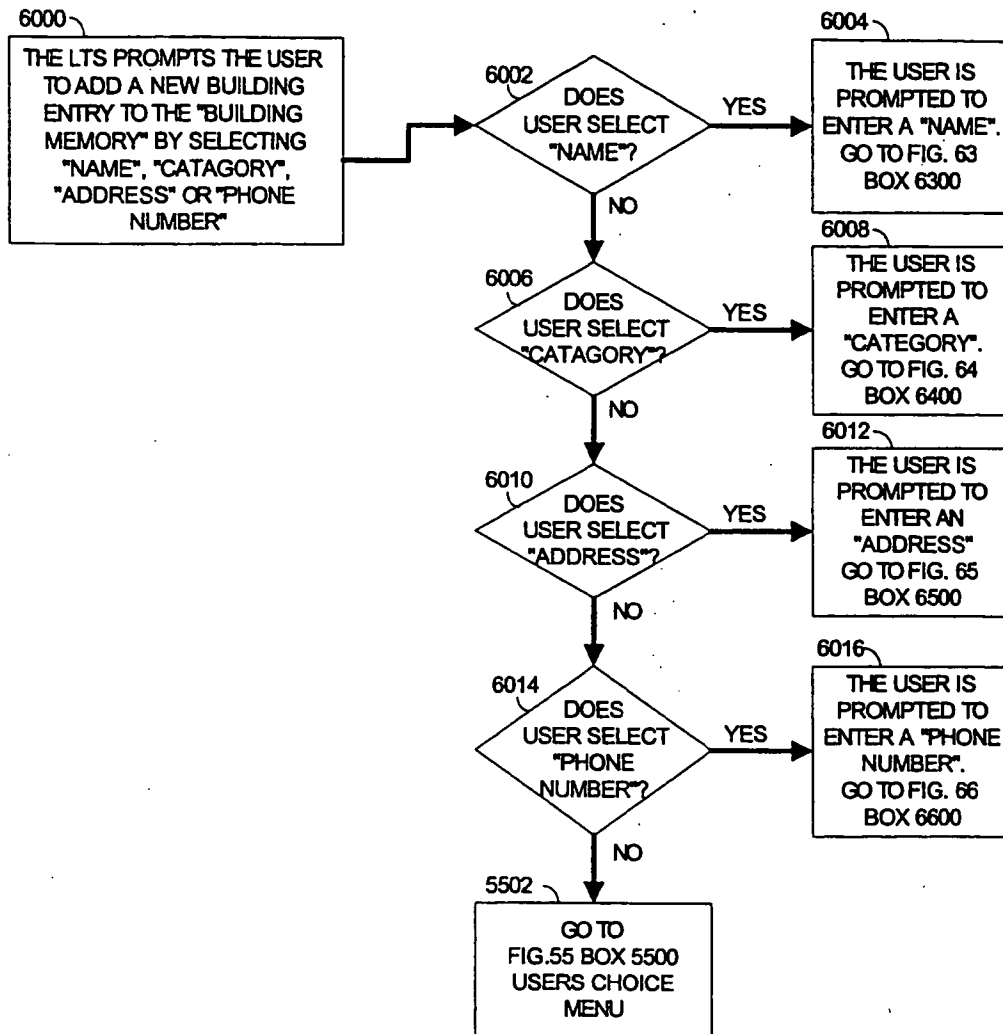 6000
THE LTS PROMPTS THE USER
TO ADD A NEW BUILDING
ENTRY TO THE "BUILDING
MEMORY" BY SELECTING
"NAME", "CATAGORY",
"ADDRESS" OR "PHONE
NUMBER"
6002
DOES
USER SELECT
"NAME"?
YES
NO
6004
THE USER IS
PROMPTED TO
ENTER A "NAME".
GO TO FIG. 63
BOX 6300
6006
DOES
USER SELECT
"CATAGORY"?
YES
NO
6008
THE USER IS
PROMPTED TO
ENTER A
"CATEGORY".
GO TO FIG. 64
BOX 6400
6010
DOES
USER SELECT
"ADDRESS"?
YES
NO
6012
THE USER IS
PROMPTED TO
ENTER AN
"ADDRESS"
GO TO FIG. 65
BOX 6500
6014
DOES
USER SELECT
"PHONE
NUMBER"?
YES
NO
6016
THE USER IS
PROMPTED TO
ENTER A "PHONE
NUMBER".
GO TO FIG. 66
BOX 6600
5502
GO TO
FIG.55 BOX 5500
USERS CHOICE
MENU